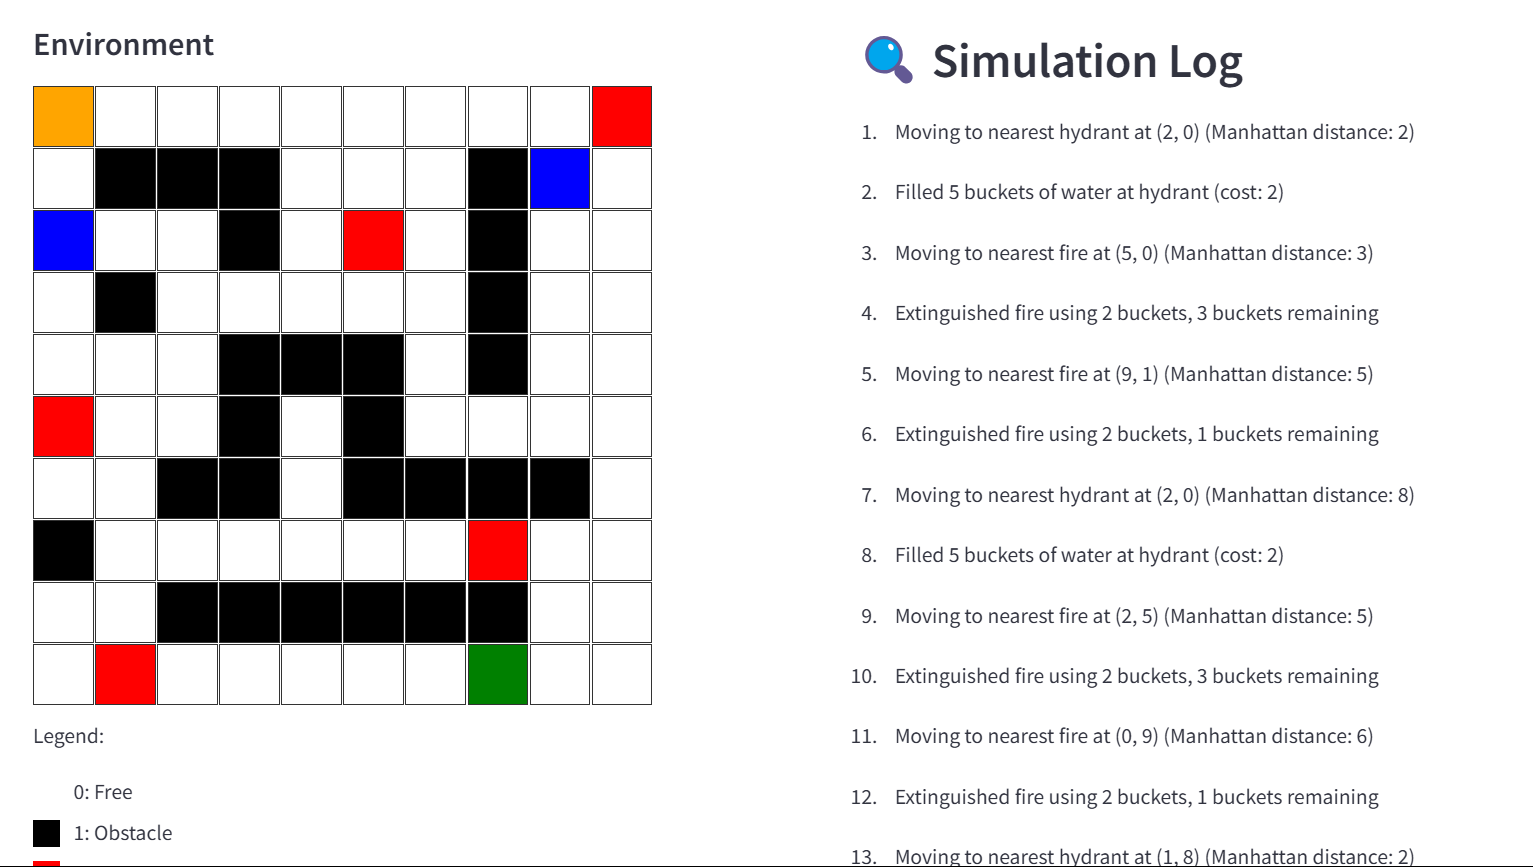 Environment
Legend:
0: Free
1: Obstacle
Simulation Log
1. Moving to nearest hydrant at (2, 0) (Manhattan distance: 2)
2. Filled 5 buckets of water at hydrant (cost: 2)
3. Moving to nearest fire at (5, 0) (Manhattan distance: 3)
4. Extinguished fire using 2 buckets, 3 buckets remaining
5. Moving to nearest fire at (9, 1) (Manhattan distance: 5)
6. Extinguished fire using 2 buckets, 1 buckets remaining
7. Moving to nearest hydrant at (2, 0) (Manhattan distance: 8)
8. Filled 5 buckets of water at hydrant (cost: 2)
9. Moving to nearest fire at (2, 5) (Manhattan distance: 5)
10. Extinguished fire using 2 buckets, 3 buckets remaining
11. Moving to nearest fire at (0, 9) (Manhattan distance: 6)
12. Extinguished fire using 2 buckets, 1 buckets remaining
13. Moving to nearest hydrant at (1, 8) (Manhattan distance: 2)